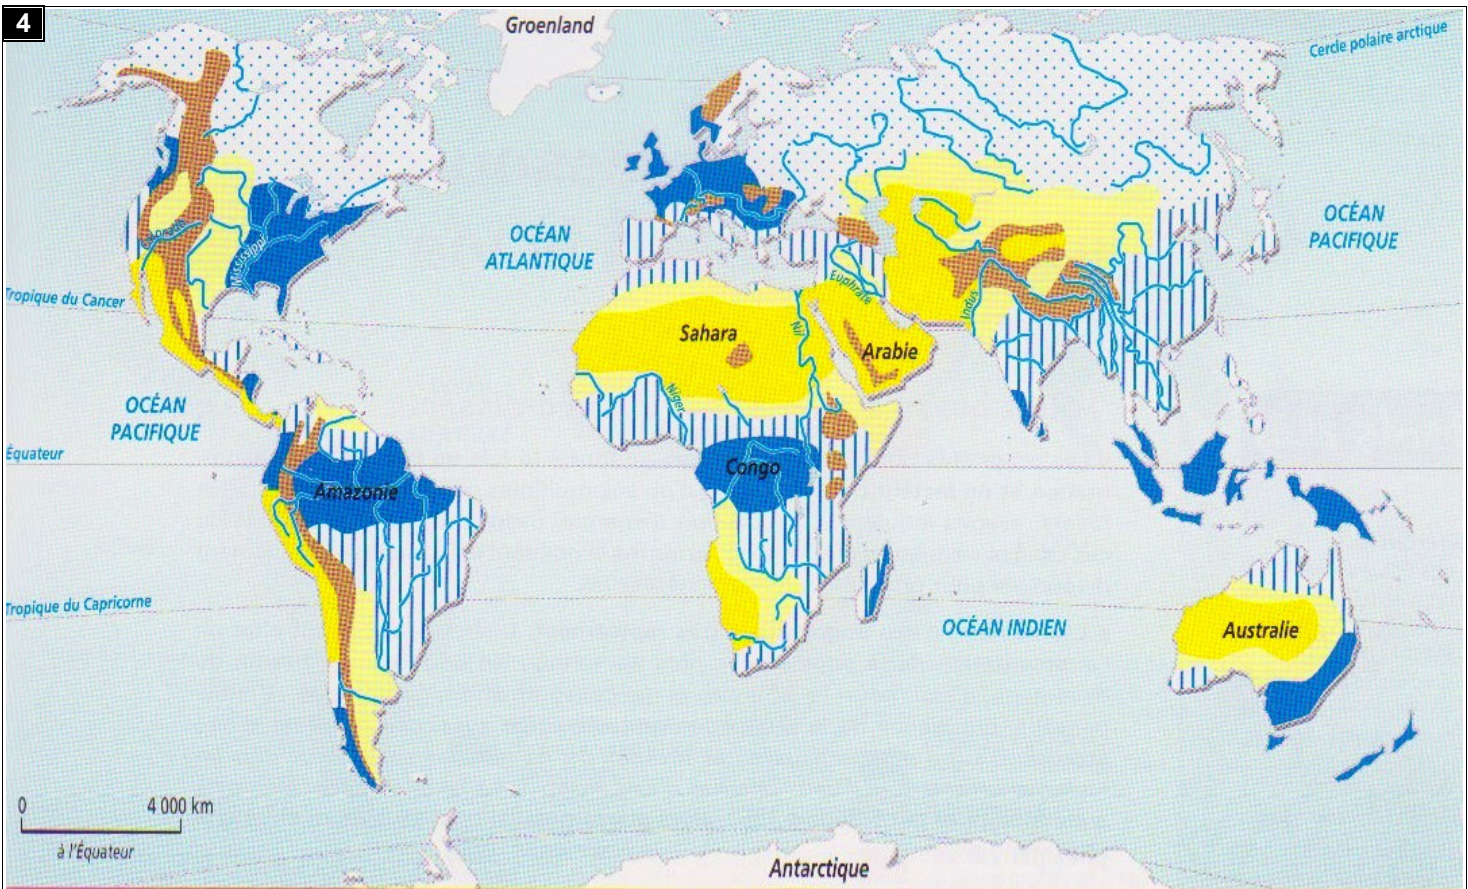 4
Groenland
Cercle polaire arctique
OCÉAN
ATLANTIQUE
OCÉAN
PACIFIQUE
Colorado
Mississippi
Tropique du Cancer
Euphrate
Indus
Nil
Sahara
Arabie
Niger
OCÉAN
PACIFIQUE
Équateur
Congo
Amazonie
Tropique du Capricorne
OCÉAN INDIEN
Australie
0 4 000 km
à l'Équateur
Antarctique